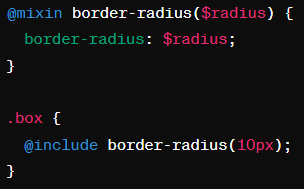 @mixin border-radius($radius) {
  border-radius: $radius;
}

.box {
  @include border-radius(10px);
}